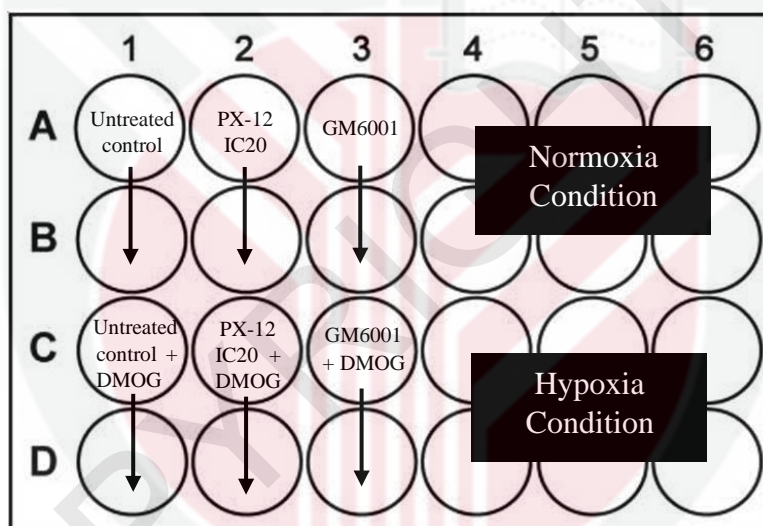 1 2 3 4 5 6
A
Untreated
control
PX-12
IC20
GM6001
Normoxia
Condition
B
C
Untreated
control +
DMOG
PX-12
IC20 +
DMOG
GM6001
+ DMOG
Hypoxia
Condition
D